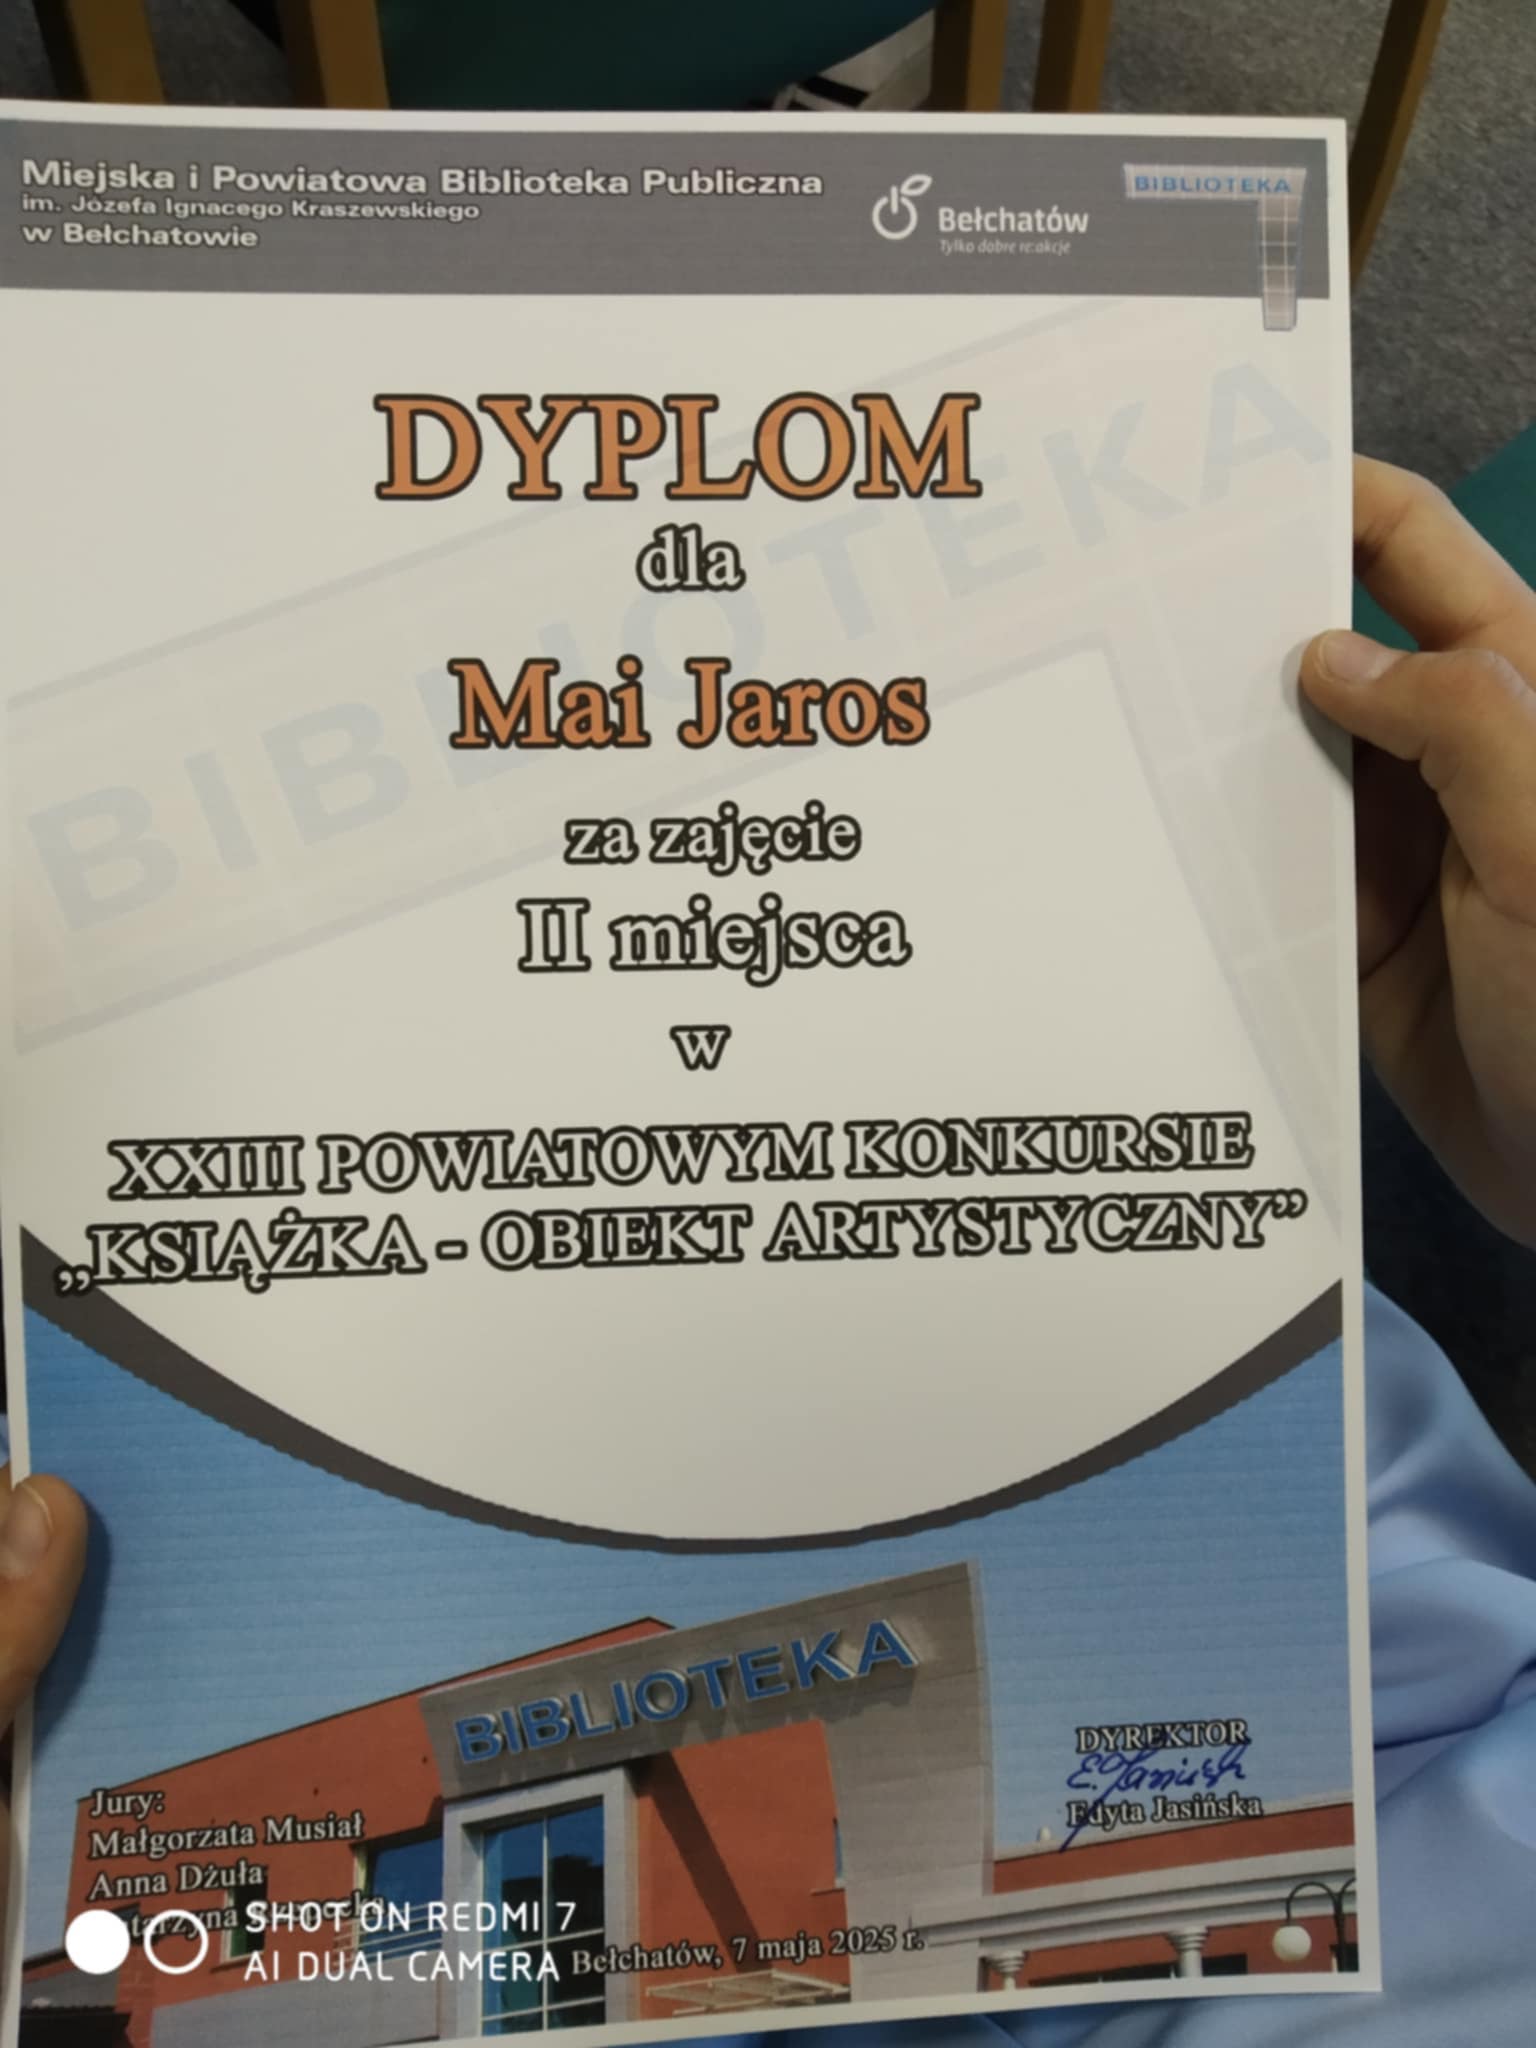 Miejska i Powiatowa Biblioteka Publiczna
im. Józefa Ignacego Kraszewskiego
w Bełchatowie
Bełchatów
Tylko dobre re:akcje
BIBLIOTEKA
BIBLIOTEKA
DYPLOM
dla
Mai Jaros
za zajęcie
II miejsca
w
XXIII POWIATOWYM KONKURSIE
„KSIĄŻKA - OBIEKT ARTYSTYCZNY”
BIBLIOTEKA
DYREKTOR
Edyta Jasińska
Jury:
Małgorzata Musiał
Anna Dżuła
SHOT ON REDMI 7
AI DUAL CAMERA
Bełchatów, 7 maja 2025 r.